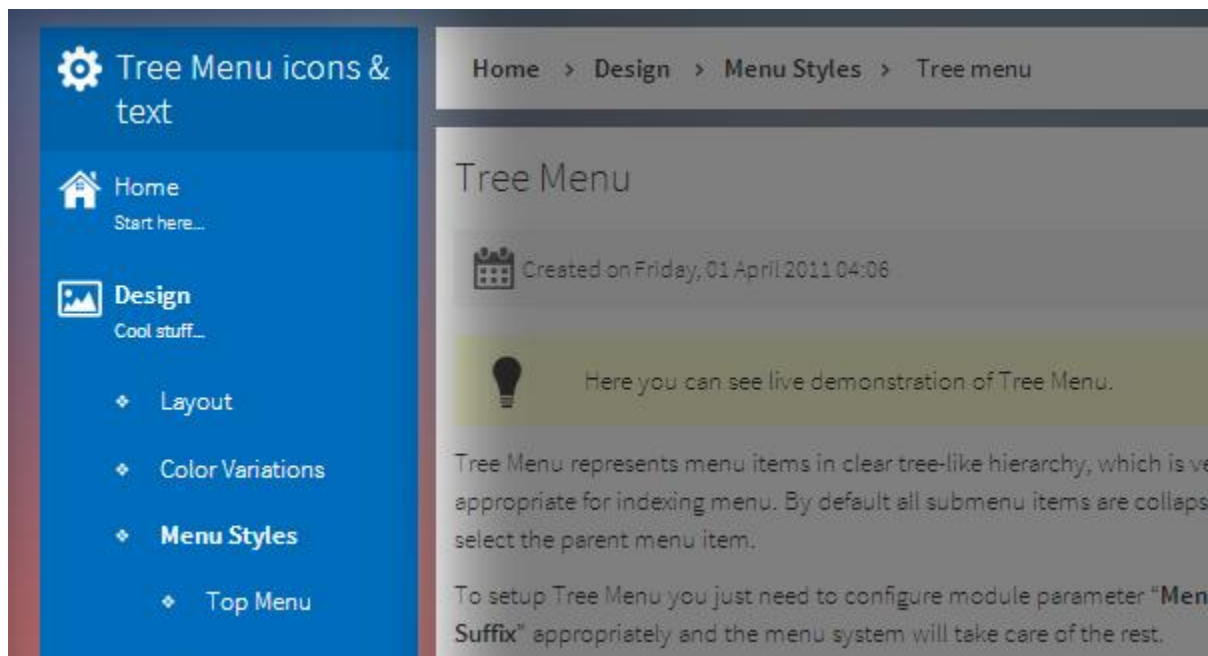 Tree Menu icons &
text
Home
Start here...
Design
Cool stuff...
Layout
Color Variations
Menu Styles
Top Menu
Home > Design > Menu Styles > Tree menu
Tree Menu
Created on Friday, 01 April 2011 04:06
Here you can see live demonstration of Tree Menu.
Tree Menu represents menu items in clear tree-like hierarchy, which is ve
appropriate for indexing menu. By default all submenu items are collaps
select the parent menu item.
To setup Tree Menu you just need to configure module parameter “Men
Suffix” appropriately and the menu system will take care of the rest.